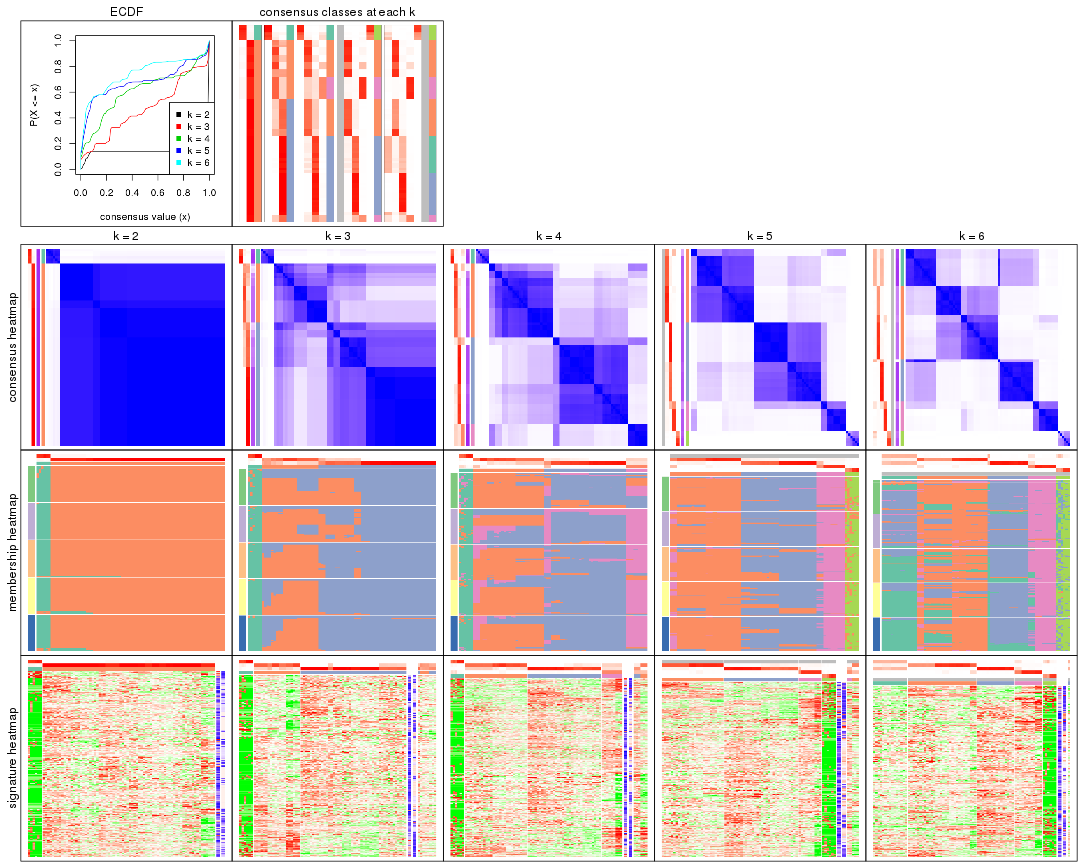 ECDF
consensus classes at each k
P(X <= x)
0.0 0.2 0.4 0.6 0.8 1.0
k = 2
k = 3
k = 4
k = 5
k = 6
0.0 0.2 0.4 0.6 0.8 1.0
consensus value (x)
k = 2
k = 3
k = 4
k = 5
k = 6
consensus heatmap
membership heatmap
signature heatmap